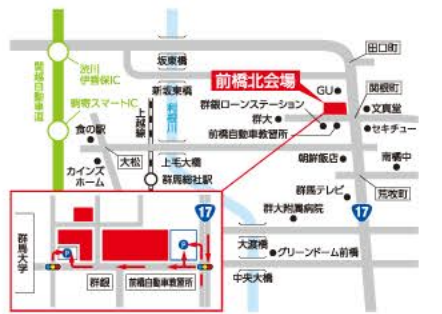 田口町
坂東橋
渋川
伊香保IC
新坂東橋
前橋北会場
GU
関根町
関越自動車道
駒寄スマートIC
上越線
利根川
群銀ローンステーション
文真堂
群大
食の駅
前橋自動車教習所
セキチュー
大松
上毛大橋
朝鮮飯店
南橘中
カインズ
ホーム
群馬総社駅
群馬テレビ
荒牧町
17
17
群大附属病院
群馬大学
P
P
大渡橋
グリーンドーム前橋
群銀
前橋自動車教習所
中央大橋